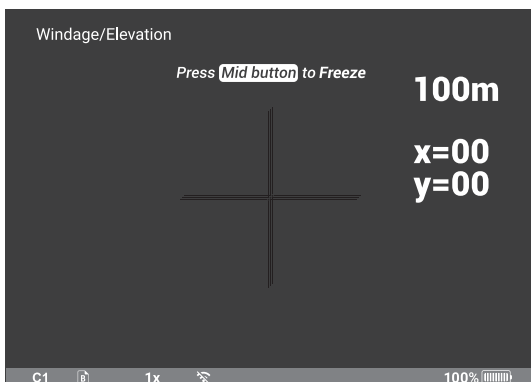 Windage/Elevation
Press Mid button to Freeze
100m
x=00
y=00
C1 B 1x 100%